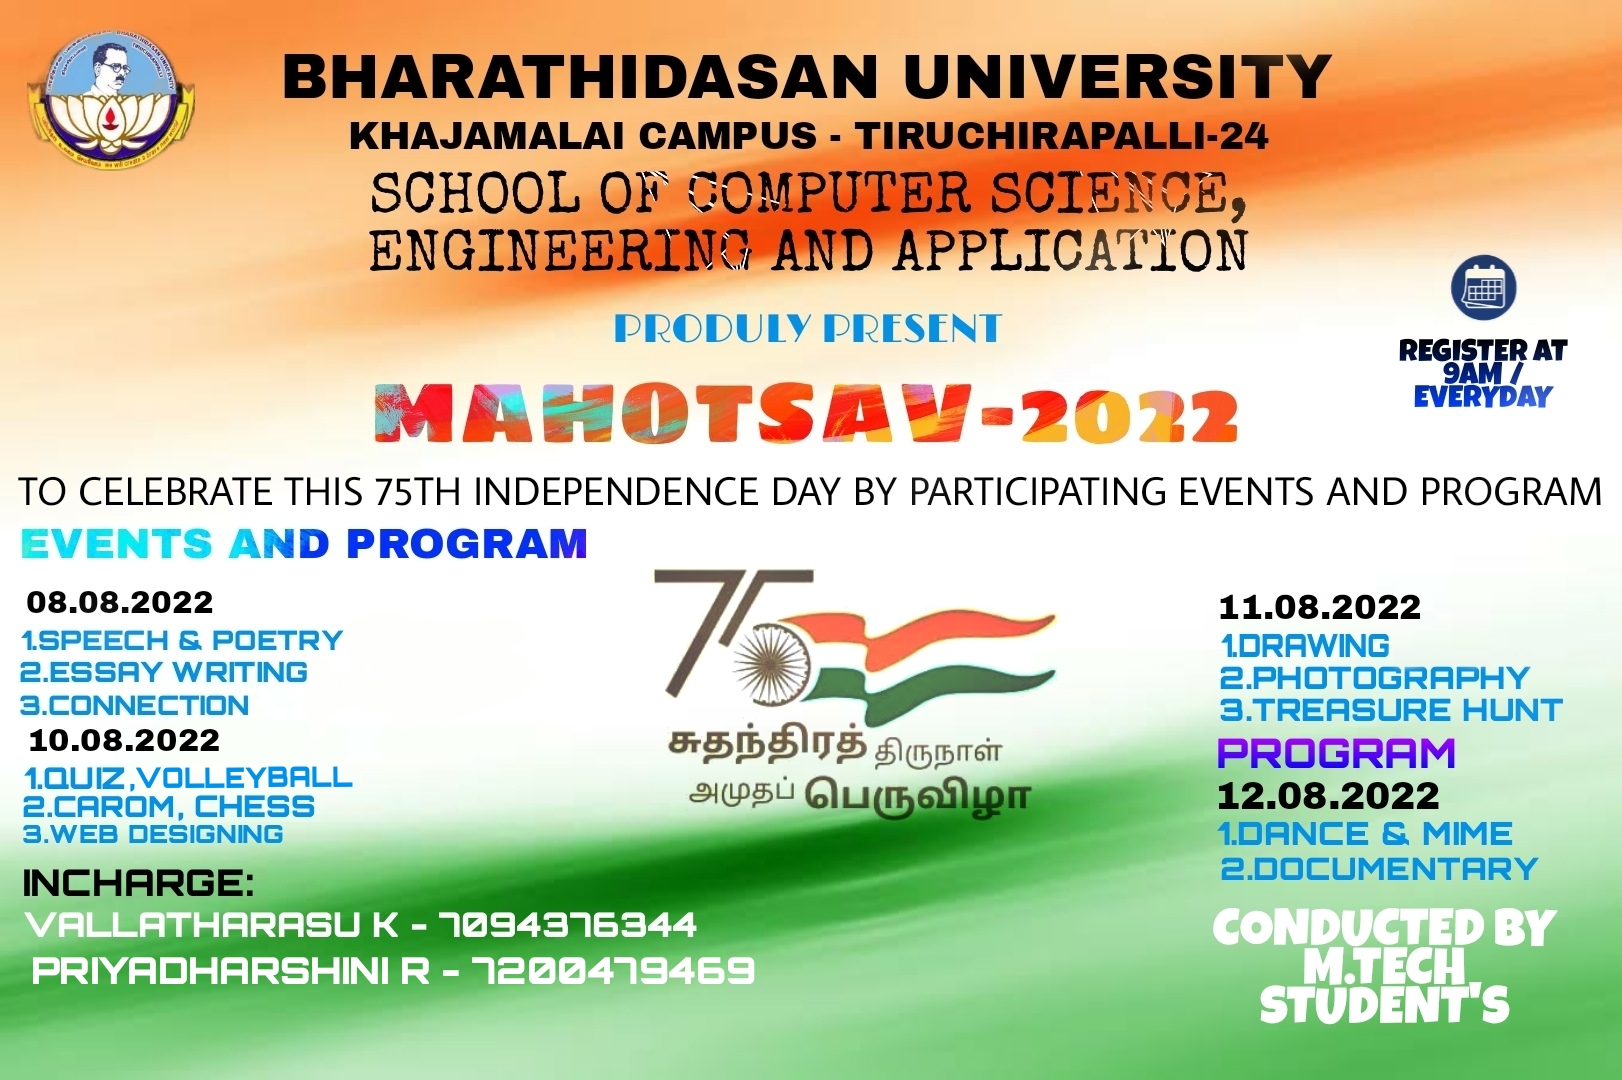 BHARATHIDASAN UNIVERSITY
KHAJAMALAI CAMPUS - TIRUCHIRAPALLI-24
SCHOOL OF COMPUTER SCIENCE,
ENGINEERING AND APPLICATION
PRODULY PRESENT
REGISTER AT
9AM /
EVERYDAY
MAHOTSAV-2022
TO CELEBRATE THIS 75TH INDEPENDENCE DAY BY PARTICIPATING EVENTS AND PROGRAM
EVENTS AND PROGRAM
08.08.2022
1.SPEECH & POETRY
2.ESSAY WRITING
3.CONNECTION
10.08.2022
1.QUIZ,VOLLEYBALL
2.CAROM, CHESS
3.WEB DESIGNING
75
சுதந்திரத் திருநாள்
அமுதப் பெருவிழா
11.08.2022
1.DRAWING
2.PHOTOGRAPHY
3.TREASURE HUNT
PROGRAM
12.08.2022
1.DANCE & MIME
2.DOCUMENTARY
INCHARGE:
VALLATHARASU K - 7094376344
PRIYADHARSHINI R - 7200479469
CONDUCTED BY
M.TECH
STUDENT'S